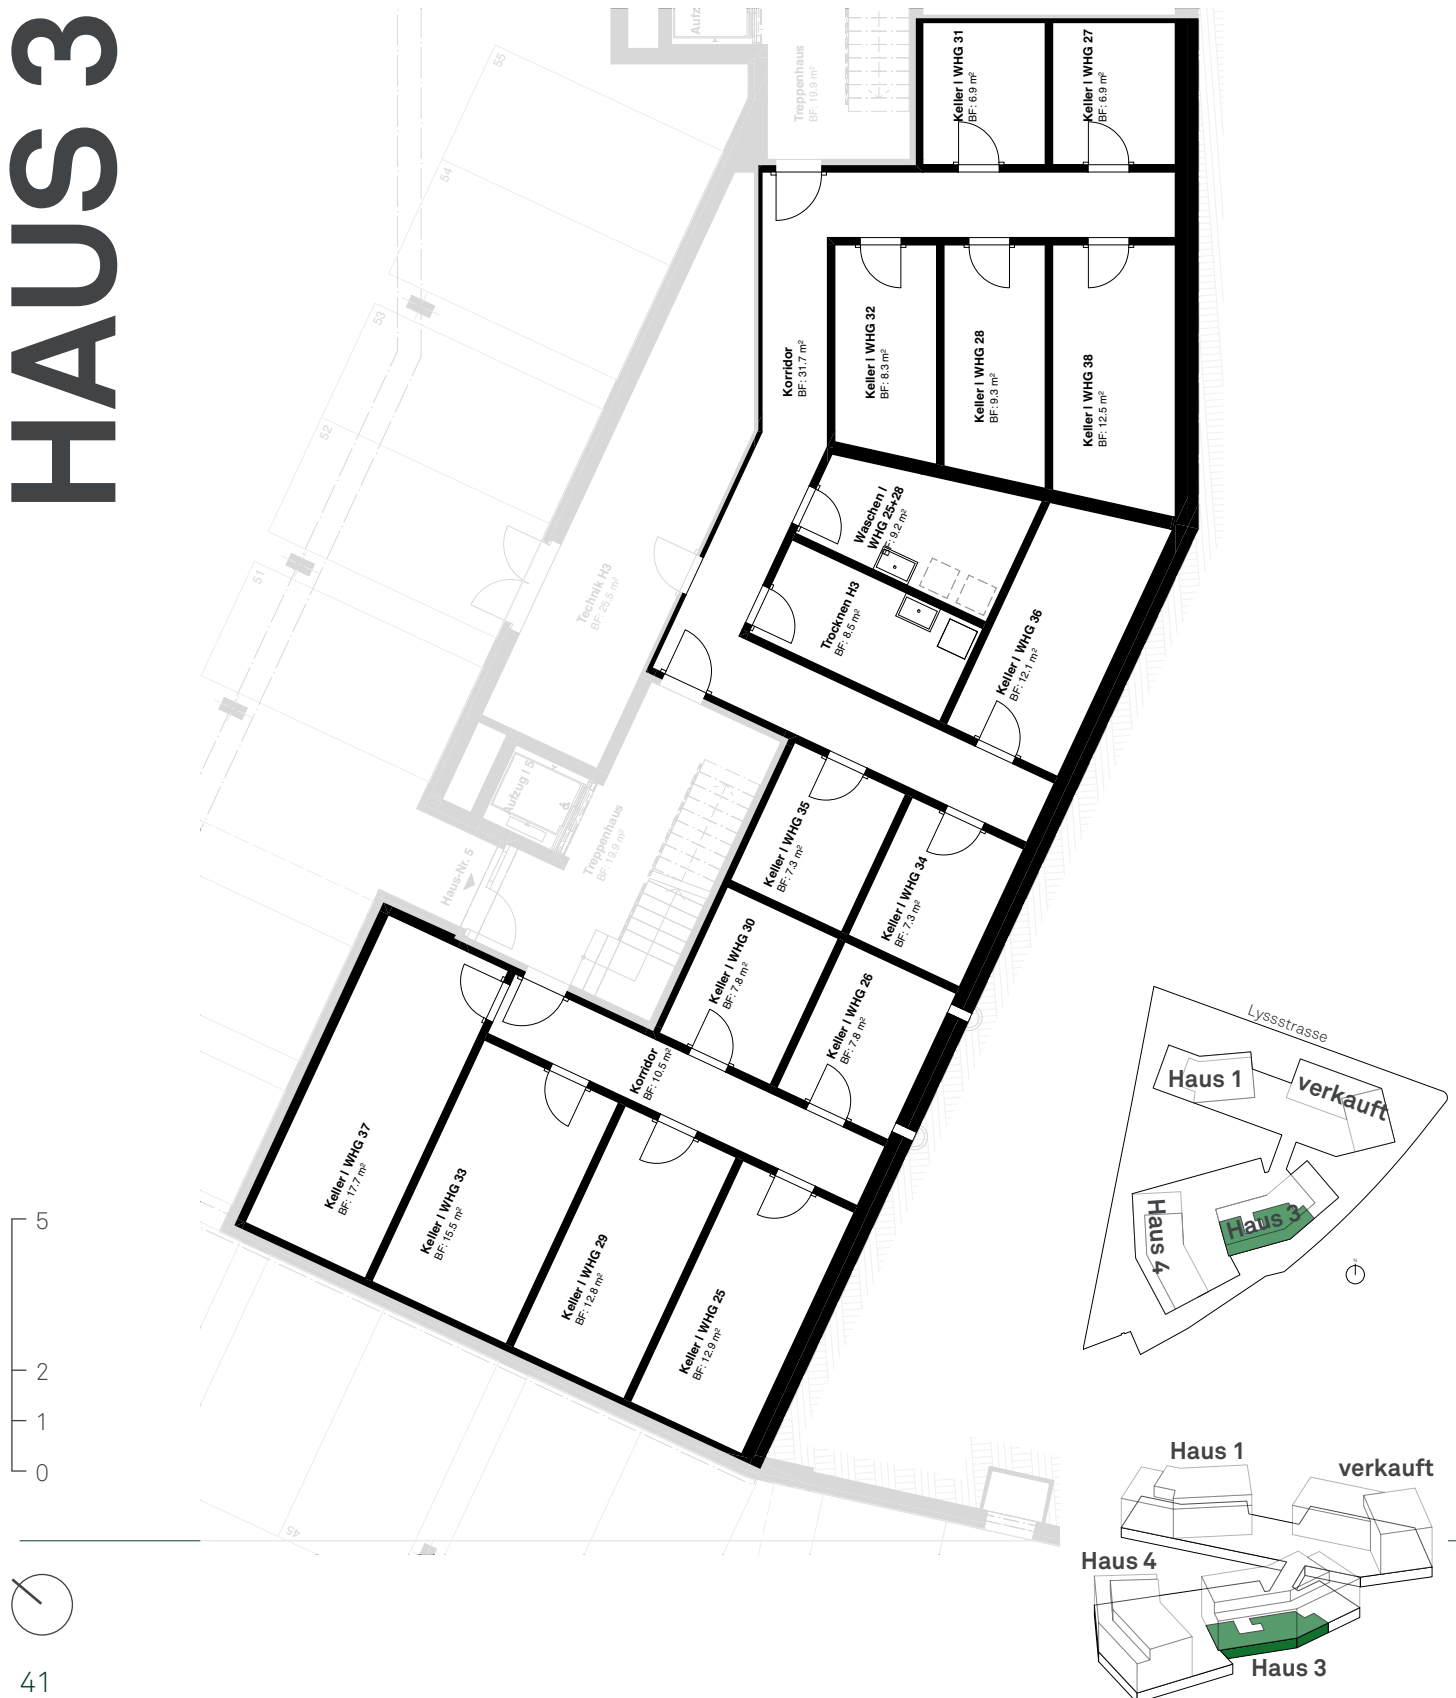 HAUS 3
55
54
53
52
51
45
Aufz
Treppenhaus
BF: 19.9 m²
Keller I WHG 31
BF: 6.9 m²
Keller I WHG 27
BF: 6.9 m²
Korridor
BF: 31.7 m²
Keller I WHG 32
BF: 8.3 m²
Keller I WHG 28
BF: 9.3 m²
Keller I WHG 38
BF: 12.5 m²
Waschen I
WHG 25+28
BF: 9.2 m²
Trocknen H3
BF: 8.5 m²
Technik H3
BF: 25.5 m²
Keller I WHG 36
BF: 12.1 m²
Aufzug I 5
Treppenhaus
BF: 19.9 m²
Haus-Nr. 5
Keller I WHG 35
BF: 7.3 m²
Keller I WHG 34
BF: 7.3 m²
Keller I WHG 30
BF: 7.8 m²
Keller I WHG 26
BF: 7.8 m²
Korridor
BF: 10.5 m²
Keller I WHG 37
BF: 17.7 m²
Keller I WHG 33
BF: 15.5 m²
Keller I WHG 29
BF: 12.8 m²
Keller I WHG 25
BF: 12.9 m²
5
2
1
0
Lyssstrasse
Haus 1
verkauft
Haus 4
Haus 3
Haus 1
verkauft
Haus 4
Haus 3
41